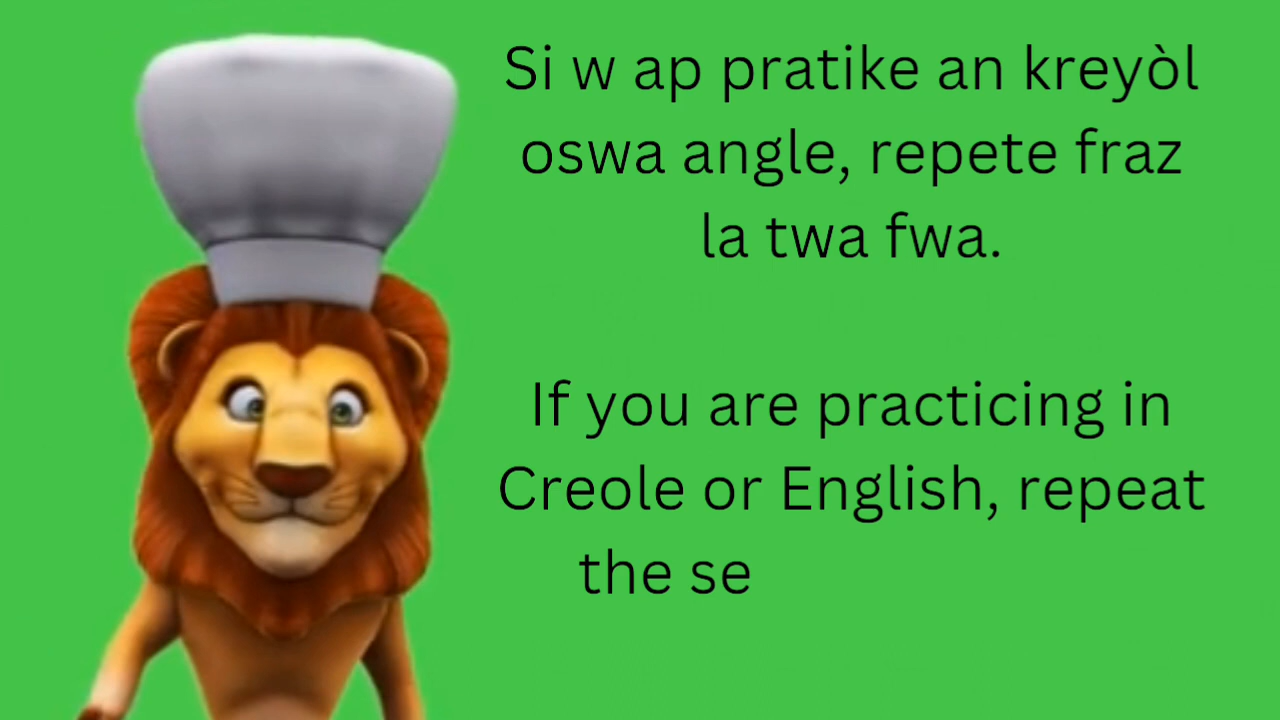 Si w ap pratike an kreyòl
oswa angle, repete fraz
la twa fwa.
If you are practicing in
Creole or English, repeat
the se